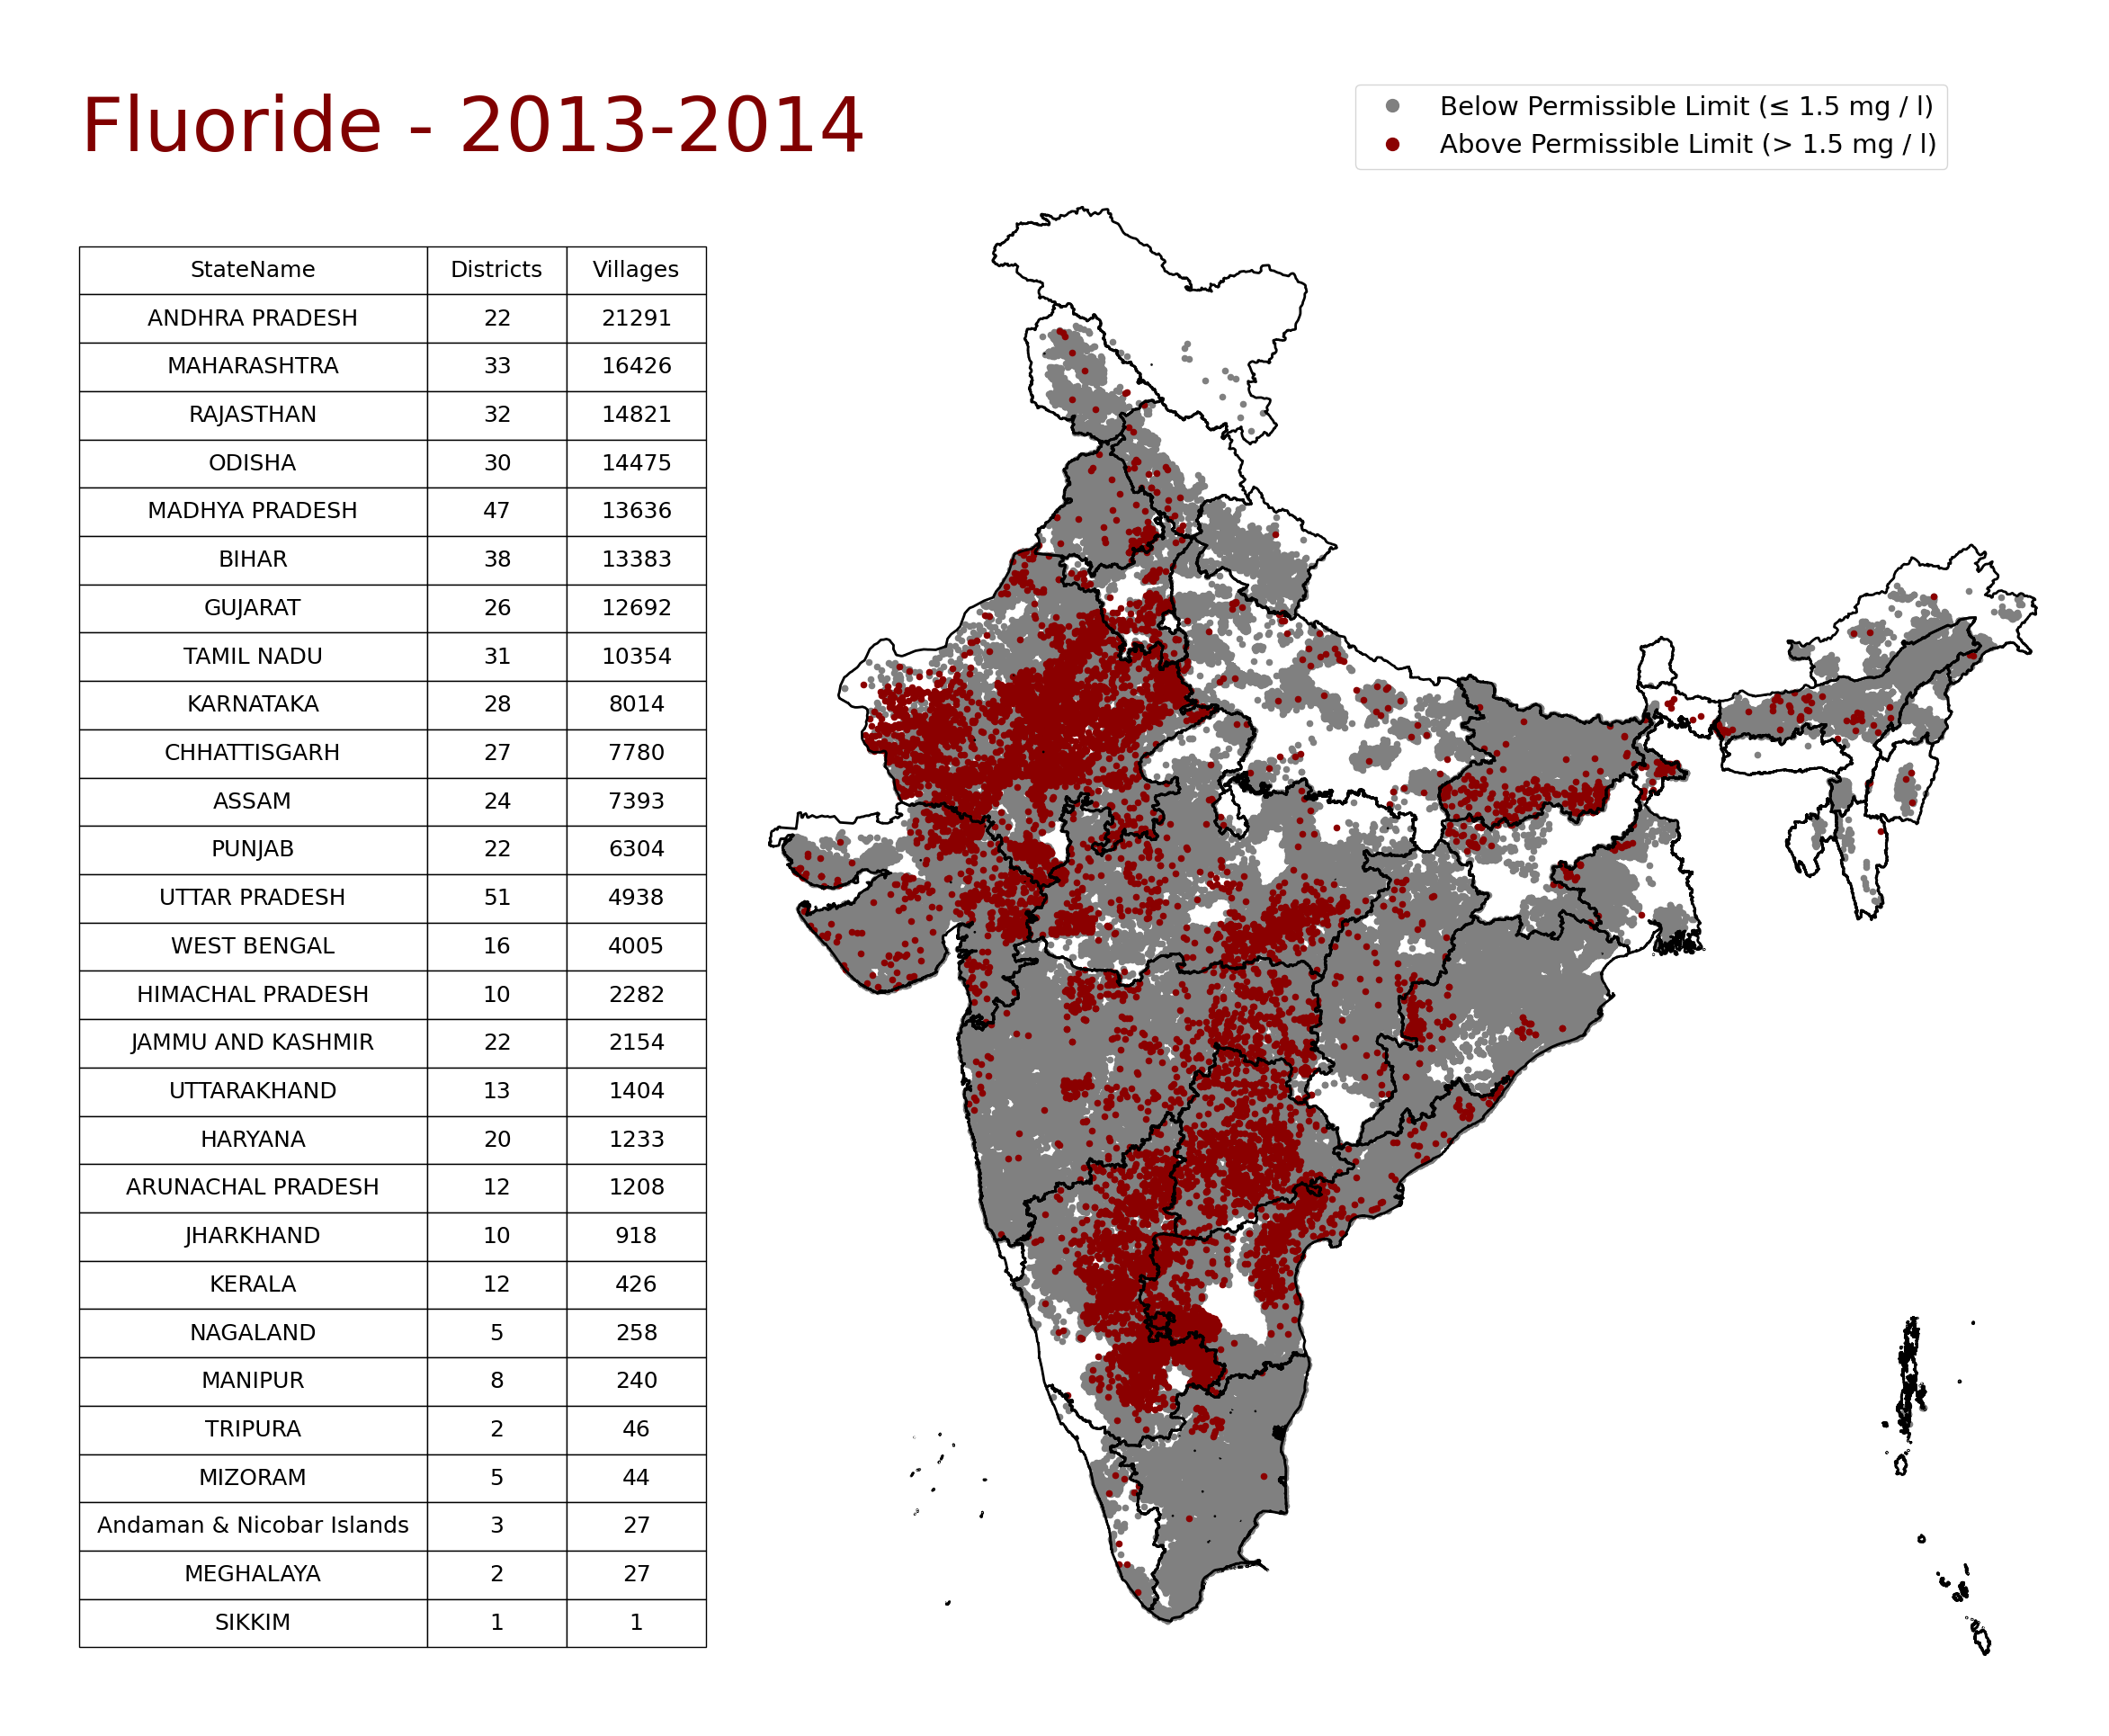 Fluoride - 2013-2014
Below Permissible Limit (≤ 1.5 mg / l)
Above Permissible Limit (> 1.5 mg / l)
StateName Districts Villages
ANDHRA PRADESH 22 21291
MAHARASHTRA 33 16426
RAJASTHAN 32 14821
ODISHA 30 14475
MADHYA PRADESH 47 13636
BIHAR 38 13383
GUJARAT 26 12692
TAMIL NADU 31 10354
KARNATAKA 28 8014
CHHATTISGARH 27 7780
ASSAM 24 7393
PUNJAB 22 6304
UTTAR PRADESH 51 4938
WEST BENGAL 16 4005
HIMACHAL PRADESH 10 2282
JAMMU AND KASHMIR 22 2154
UTTARAKHAND 13 1404
HARYANA 20 1233
ARUNACHAL PRADESH 12 1208
JHARKHAND 10 918
KERALA 12 426
NAGALAND 5 258
MANIPUR 8 240
TRIPURA 2 46
MIZORAM 5 44
Andaman & Nicobar Islands 3 27
MEGHALAYA 2 27
SIKKIM 1 1